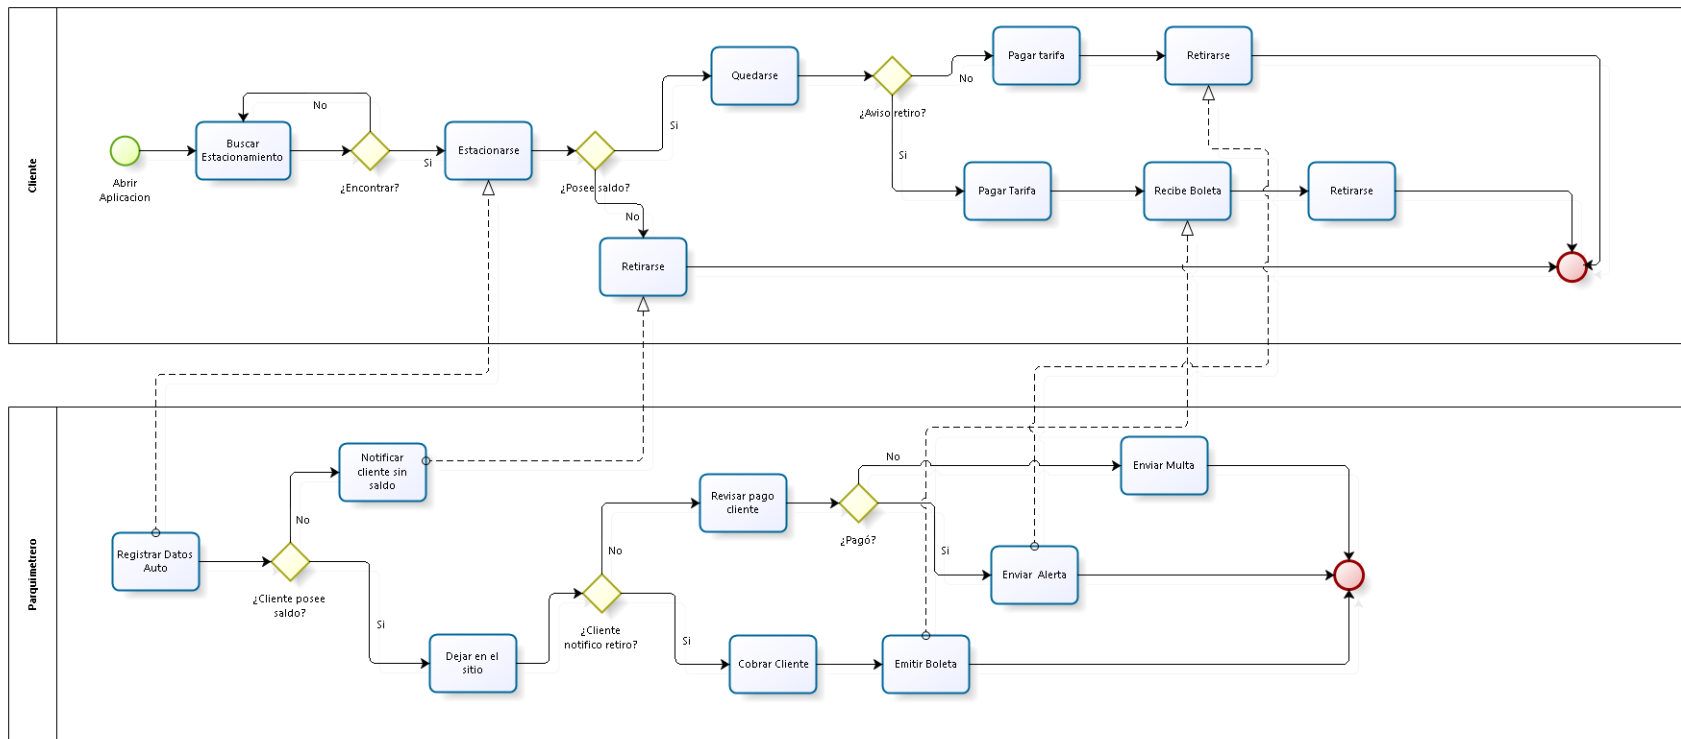 Cliente
Abrir
Aplicacion
Buscar
Estacionamiento
No
¿Encontrar?
Si
Estacionarse
¿Posee saldo?
Si
No
Retirarse
Quedarse
¿Aviso retiro?
No
Pagar tarifa
Retirarse
Si
Pagar Tarifa
Recibe Boleta
Retirarse
Parquimetrero
Registrar Datos
Auto
¿Cliente posee
saldo?
No
Notificar
cliente sin
saldo
Si
Dejar en el
sitio
¿Cliente
notifico retiro?
No
Revisar pago
cliente
¿Pagó?
No
Enviar Multa
Si
Enviar Alerta
Si
Cobrar Cliente
Emitir Boleta